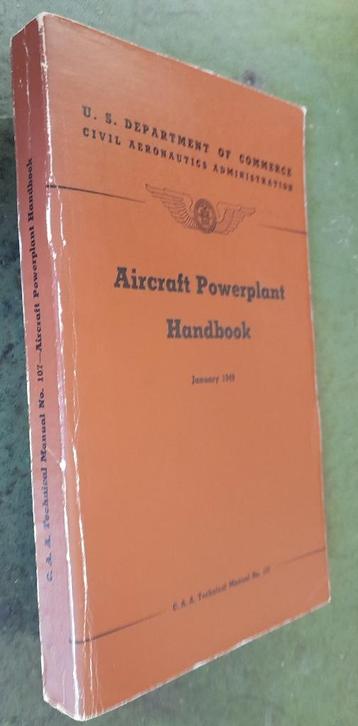 U. S. DEPARTMENT OF COMMERCE
CIVIL AERONAUTICS ADMINISTRATION
Aircraft Powerplant
Handbook
January 1949
C. A. A. Technical Manual No. 107
C. A. A. Technical Manual No. 107—Aircraft Powerplant Handbook